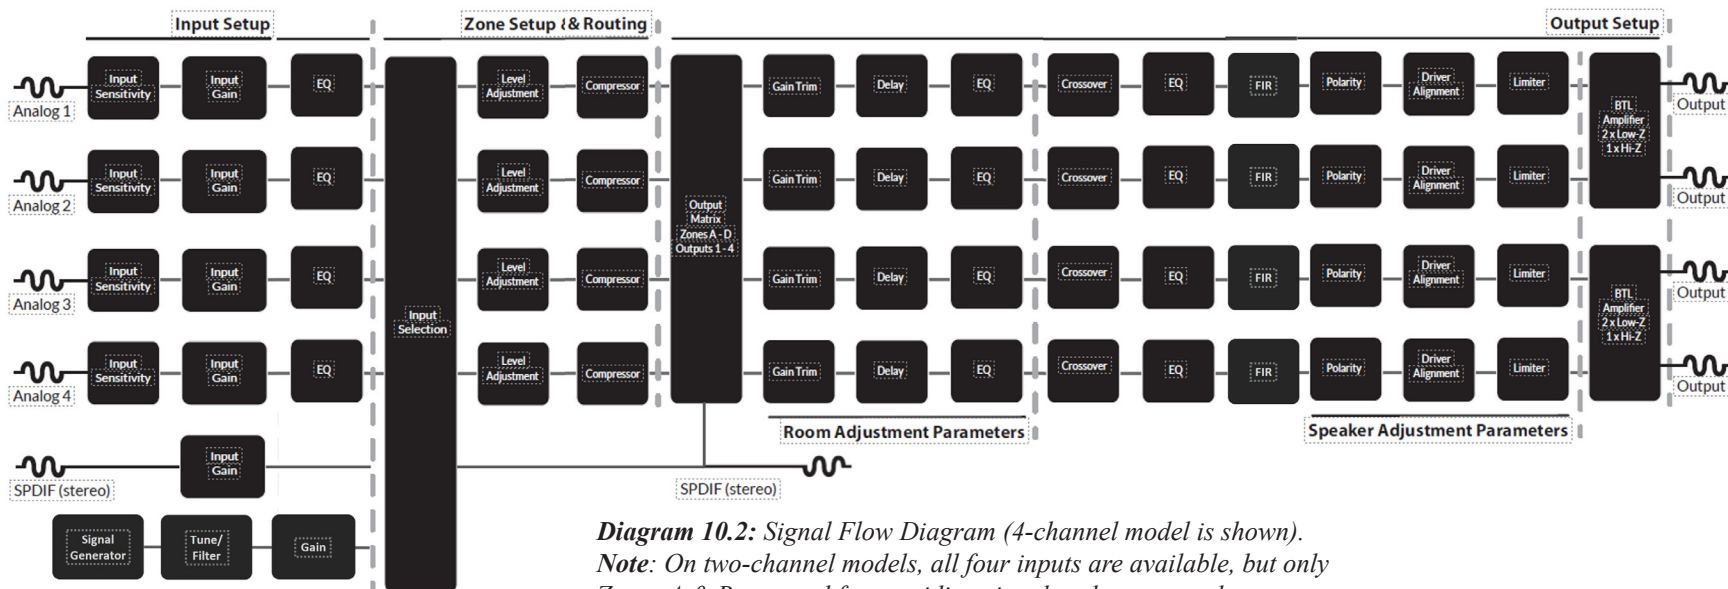 Input Setup
Zone Setup & Routing
Output Setup
Analog 1
Input
Sensitivity
Input
Gain
EQ
Level
Adjustment
Compressor
Gain Trim
Delay
EQ
Crossover
EQ
FIR
Polarity
Driver
Alignment
Limiter
Output
Analog 2
Input
Sensitivity
Input
Gain
EQ
Level
Adjustment
Compressor
Gain Trim
Delay
EQ
Crossover
EQ
FIR
Polarity
Driver
Alignment
Limiter
Output
BTL
Amplifier
2 x Low-Z
1 x Hi-Z
Output
Matrix
Zones A - D
Outputs 1 - 4
Analog 3
Input
Sensitivity
Input
Gain
EQ
Input
Selection
Level
Adjustment
Compressor
Gain Trim
Delay
EQ
Crossover
EQ
FIR
Polarity
Driver
Alignment
Limiter
Output
Analog 4
Input
Sensitivity
Input
Gain
EQ
Level
Adjustment
Compressor
Gain Trim
Delay
EQ
Crossover
EQ
FIR
Polarity
Driver
Alignment
Limiter
Output
BTL
Amplifier
2 x Low-Z
1 x Hi-Z
Room Adjustment Parameters
Speaker Adjustment Parameters
SPDIF (stereo)
Input
Gain
SPDIF (stereo)
Signal
Generator
Tune/
Filter
Gain
Diagram 10.2: Signal Flow Diagram (4-channel model is shown).
Note: On two-channel models, all four inputs are available, but only